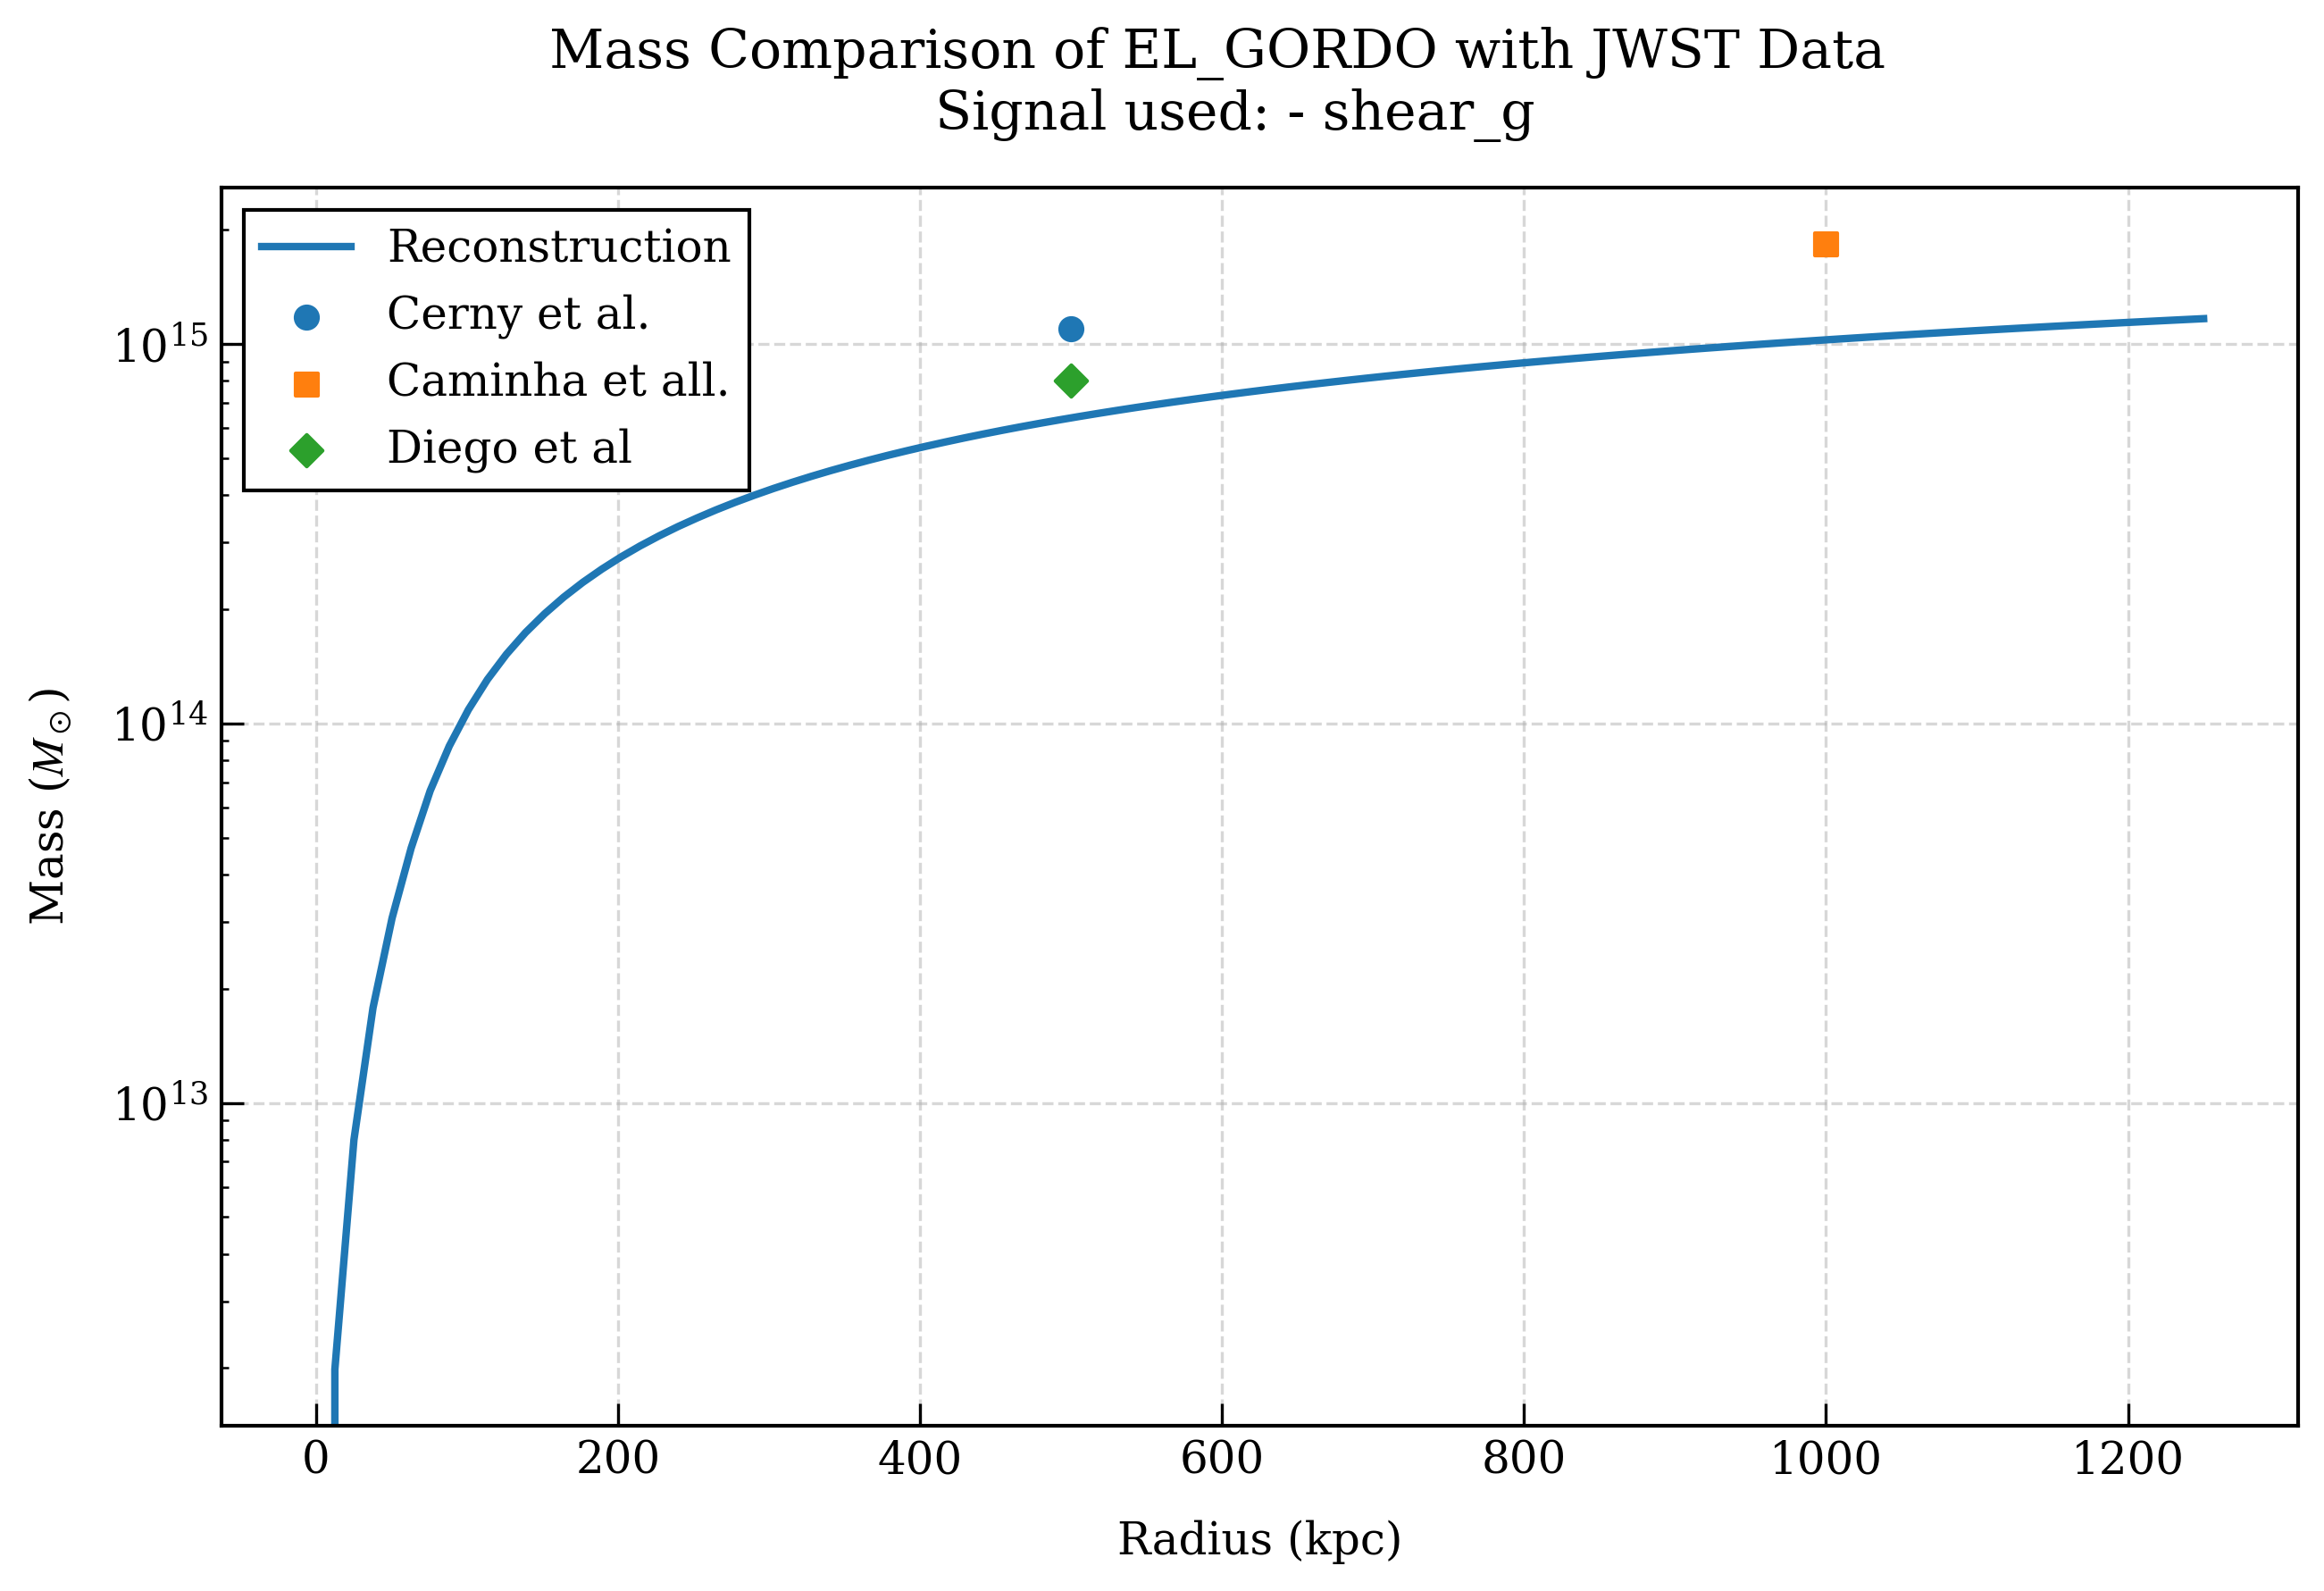 Mass Comparison of EL_GORDO with JWST Data
Signal used: - shear_g
Reconstruction
Cerny et al.
Caminha et all.
Diego et al
Mass ($M_\odot$)
10^15
10^14
10^13
0 200 400 600 800 1000 1200
Radius (kpc)